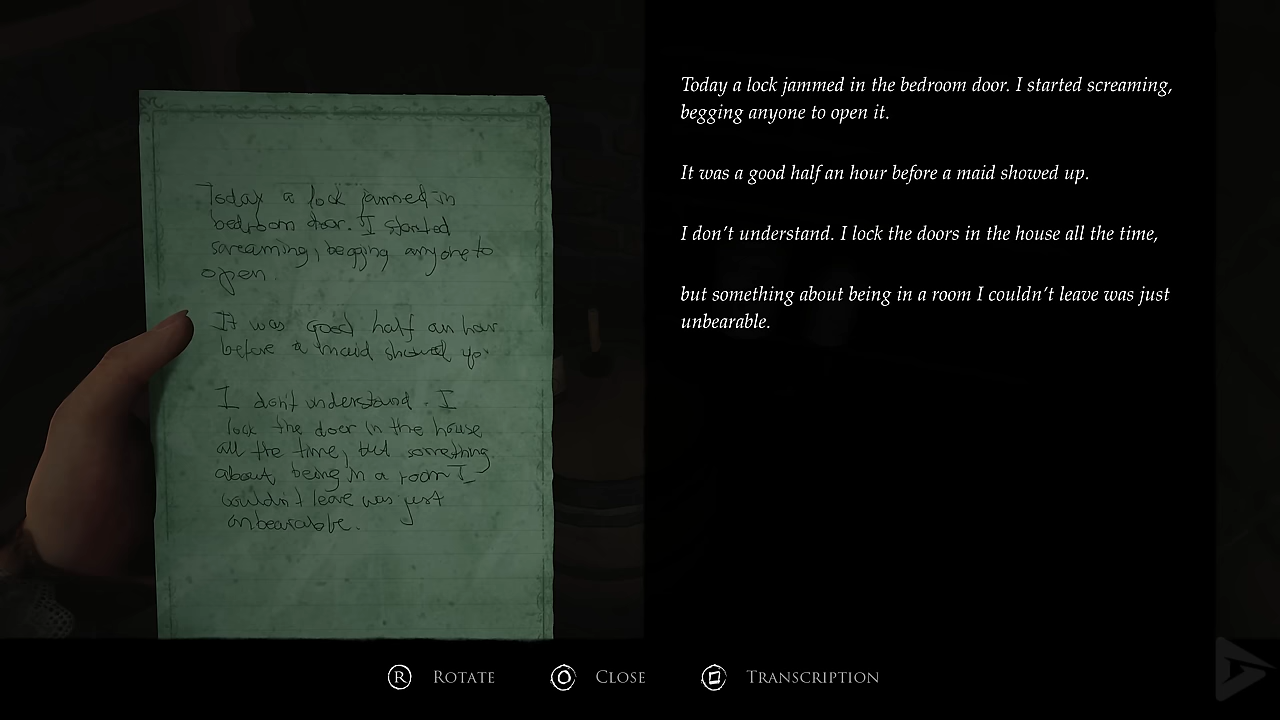 Today a lock jammed in
bedroom door. I started
screaming, begging anyone to
open.
It was good half an hour
before a maid showed up.
I don't understand. I
lock the door in the house
all the time, but something
about being in a room I
couldn't leave was just
unbearable.
Today a lock jammed in the bedroom door. I started screaming,
begging anyone to open it.
It was a good half an hour before a maid showed up.
I don't understand. I lock the doors in the house all the time,
but something about being in a room I couldn't leave was just
unbearable.
R ROTATE CLOSE TRANSCRIPTION